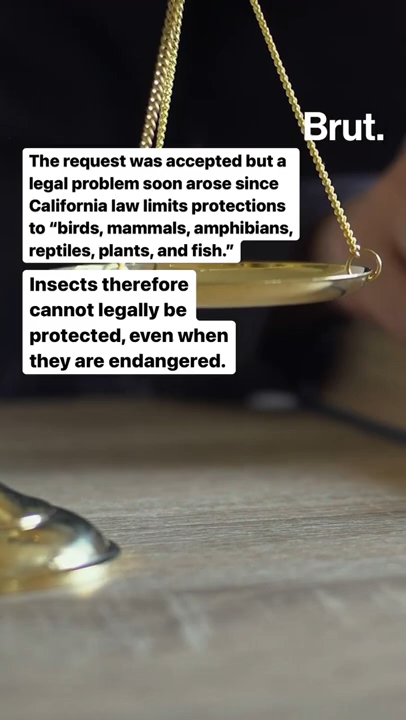 Brut.
The request was accepted but a
legal problem soon arose since
California law limits protections
to “birds, mammals, amphibians,
reptiles, plants, and fish.”
Insects therefore
cannot legally be
protected, even when
they are endangered.